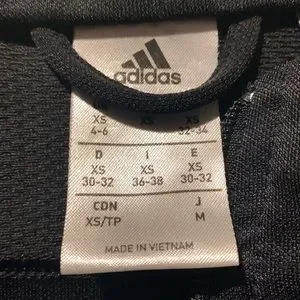 adidas
XS XS XS
4-6 32-34
D I E
XS XS XS
30-32 36-38 30-32
CDN J
XS/TP M
MADE IN VIETNAM